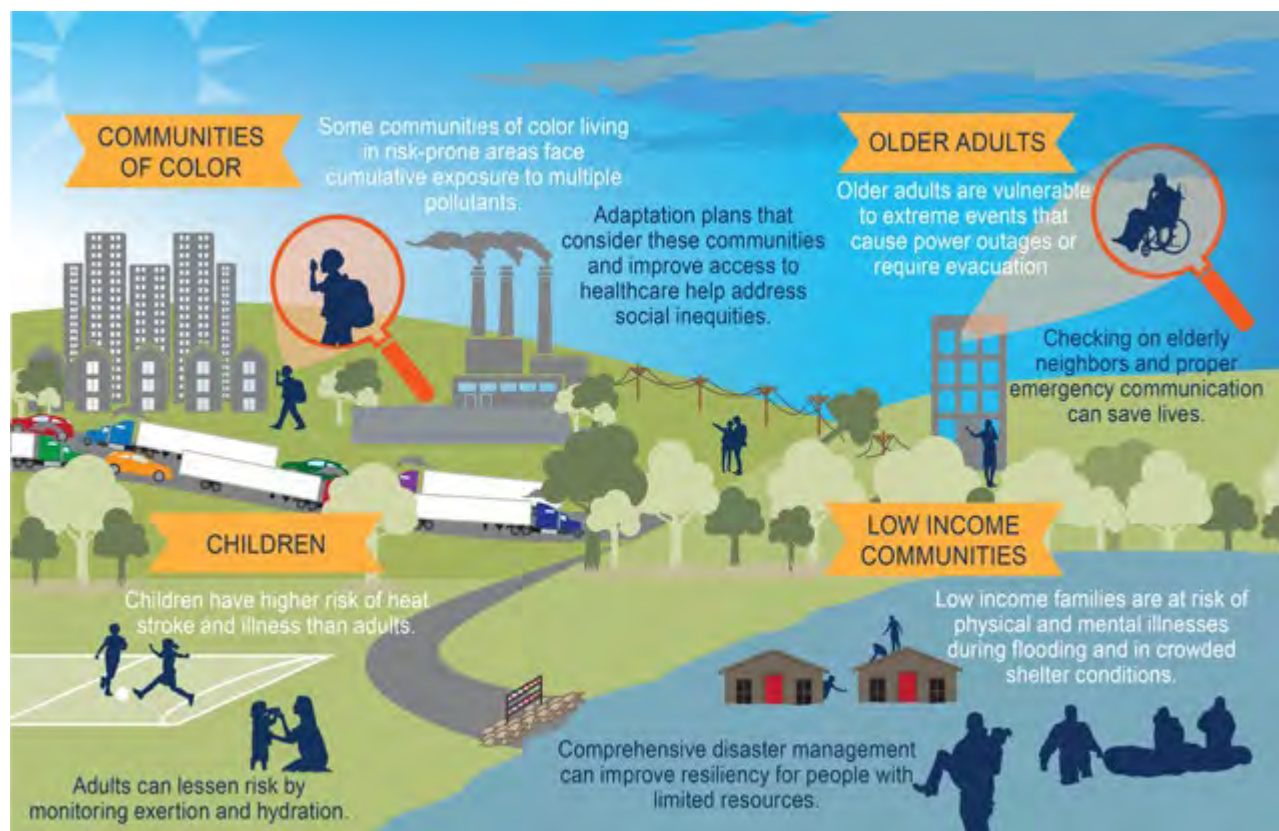 COMMUNITIES
OF COLOR
Some communities of color living
in risk-prone areas face
cumulative exposure to multiple
pollutants.
Adaptation plans that
consider these communities
and improve access to
healthcare help address
social inequities.
OLDER ADULTS
Older adults are vulnerable
to extreme events that
cause power outages or
require evacuation
Checking on elderly
neighbors and proper
emergency communication
can save lives.
CHILDREN
Children have higher risk of heat
stroke and illness than adults.
Adults can lessen risk by
monitoring exertion and hydration.
LOW INCOME
COMMUNITIES
Low income families are at risk of
physical and mental illnesses
during flooding and in crowded
shelter conditions.
Comprehensive disaster management
can improve resiliency for people with
limited resources.